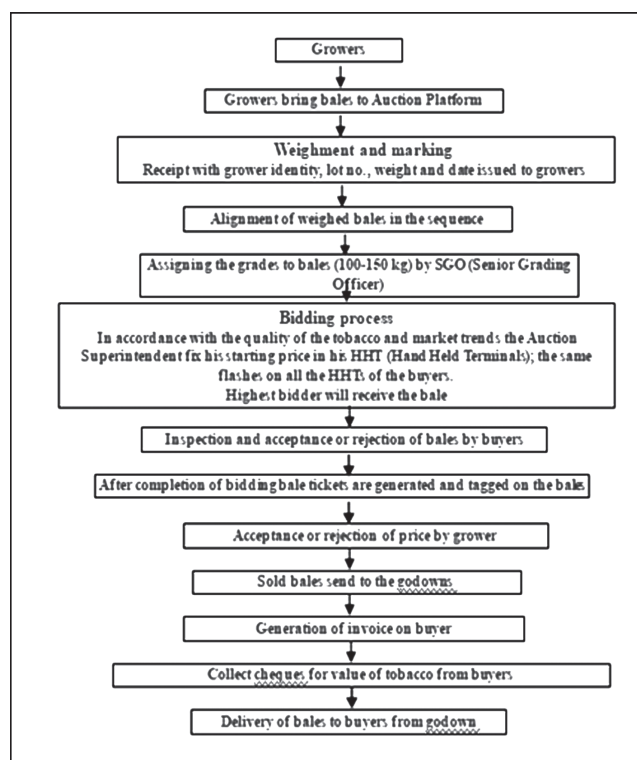 Growers
Growers bring bales to Auction Platform
Weighment and marking
Receipt with grower identity, lot no., weight and date issued to growers
Alignment of weighed bales in the sequence
Assigning the grades to bales (100-150 kg) by SGO (Senior Grading
Officer)
Bidding process
In accordance with the quality of the tobacco and market trends the Auction
Superintendent fix his starting price in his HHT (Hand Held Terminals); the same
flashes on all the HHTs of the buyers.
Highest bidder will receive the bale
Inspection and acceptance or rejection of bales by buyers
After completion of bidding bale tickets are generated and tagged on the bales
Acceptance or rejection of price by grower
Sold bales send to the godowns
Generation of invoice on buyer
Collect cheques for value of tobacco from buyers
Delivery of bales to buyers from godown